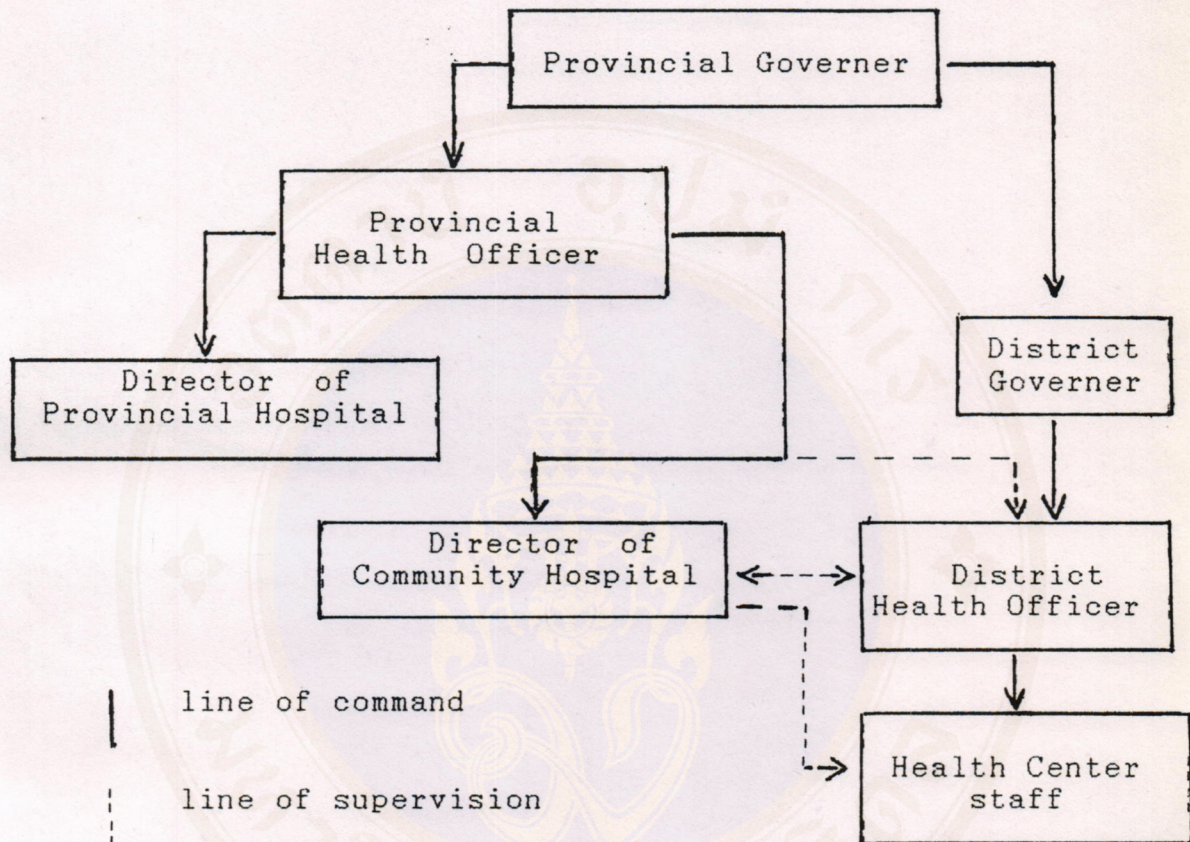 Provincial Governer
Provincial
Health Officer
District
Governer
Director of
Provincial Hospital
Director of
Community Hospital
District
Health Officer
line of command
Health Center
staff
line of supervision